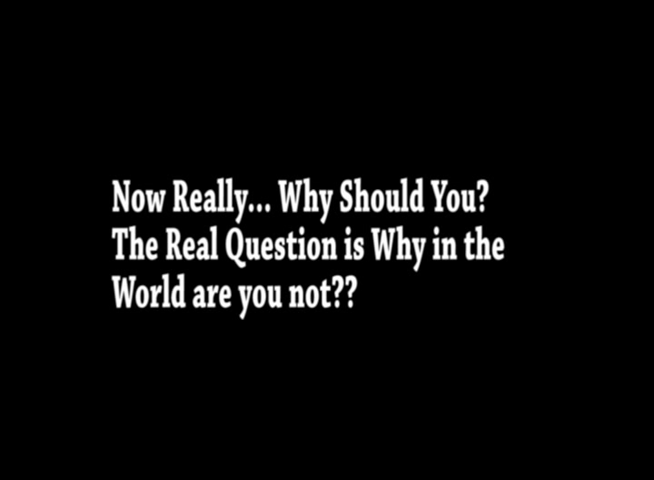 Now Really... Why Should You?
The Real Question is Why in the
World are you not??